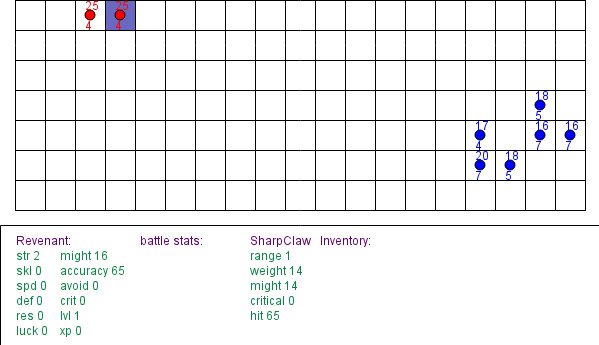 25 25
4 4
18
5
17 16 16
4 7 7
20 18
7 5
Revenant: battle stats: SharpClaw Inventory:
str 2 might 16 range 1
skl 0 accuracy 65 weight 14
spd 0 avoid 0 might 14
def 0 crit 0 critical 0
res 0 lvl 1 hit 65
luck 0 xp 0